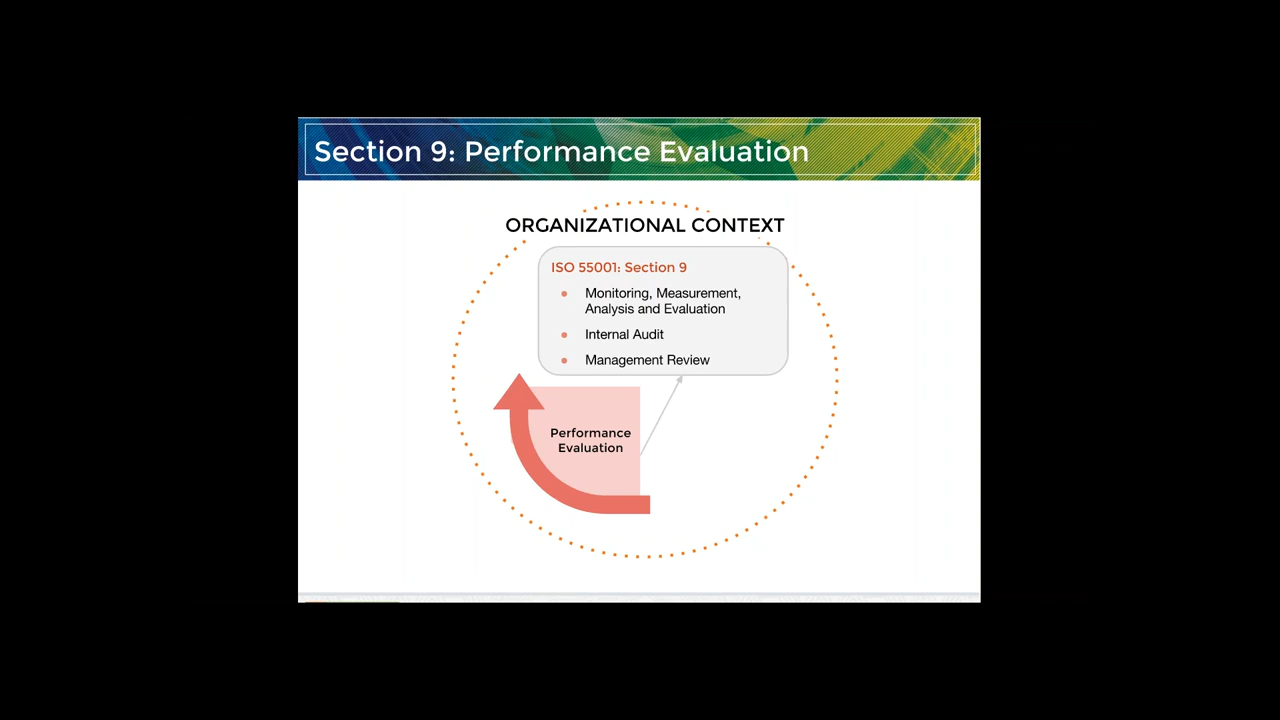 Section 9: Performance Evaluation
ORGANIZATIONAL CONTEXT
ISO 55001: Section 9
Monitoring, Measurement,
Analysis and Evaluation
Internal Audit
Management Review
Performance
Evaluation